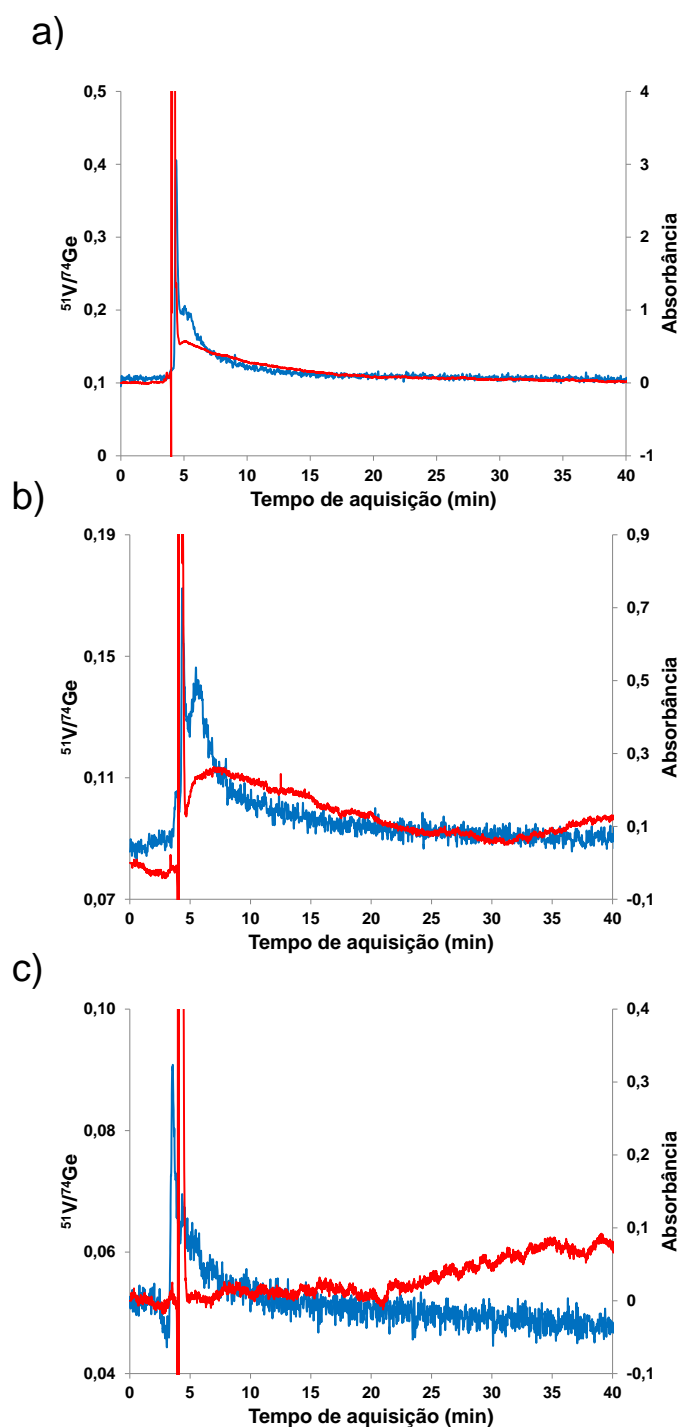 a)
0,5
0,4
0,3
0,2
0,1
0
⁵¹V/⁷⁴Ge
4
3
2
1
0
-1
Absorbância
0 5 10 15 20 25 30 35 40
Tempo de aquisição (min)
b)
0,19
0,15
0,11
0,07
⁵¹V/⁷⁴Ge
0,9
0,7
0,5
0,3
0,1
-0,1
Absorbância
0 5 10 15 20 25 30 35 40
Tempo de aquisição (min)
c)
0,10
0,08
0,06
0,04
⁵¹V/⁷⁴Ge
0,4
0,3
0,2
0,1
0
-0,1
Absorbância
0 5 10 15 20 25 30 35 40
Tempo de aquisição (min)